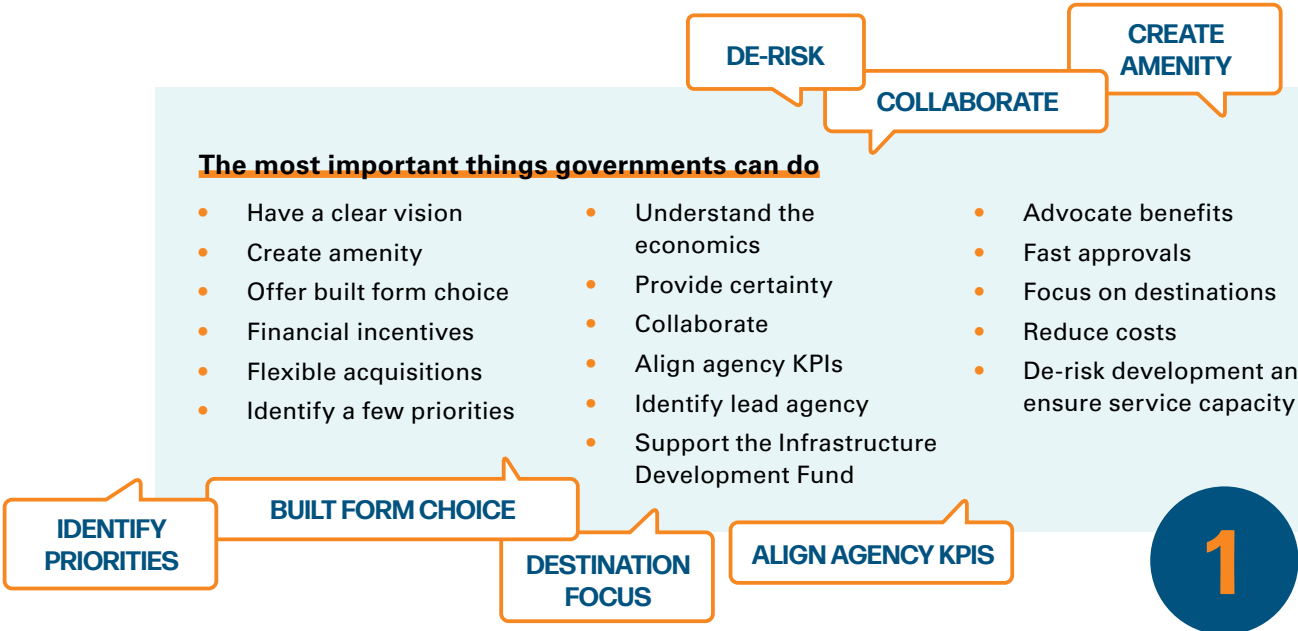 DE-RISK
COLLABORATE
CREATE
AMENITY
The most important things governments can do
• Have a clear vision
• Create amenity
• Offer built form choice
• Financial incentives
• Flexible acquisitions
• Identify a few priorities
• Understand the
economics
• Provide certainty
• Collaborate
• Align agency KPIs
• Identify lead agency
• Support the Infrastructure
Development Fund
• Advocate benefits
• Fast approvals
• Focus on destinations
• Reduce costs
• De-risk development an
ensure service capacity
IDENTIFY
PRIORITIES
BUILT FORM CHOICE
DESTINATION
FOCUS
ALIGN AGENCY KPIS
1